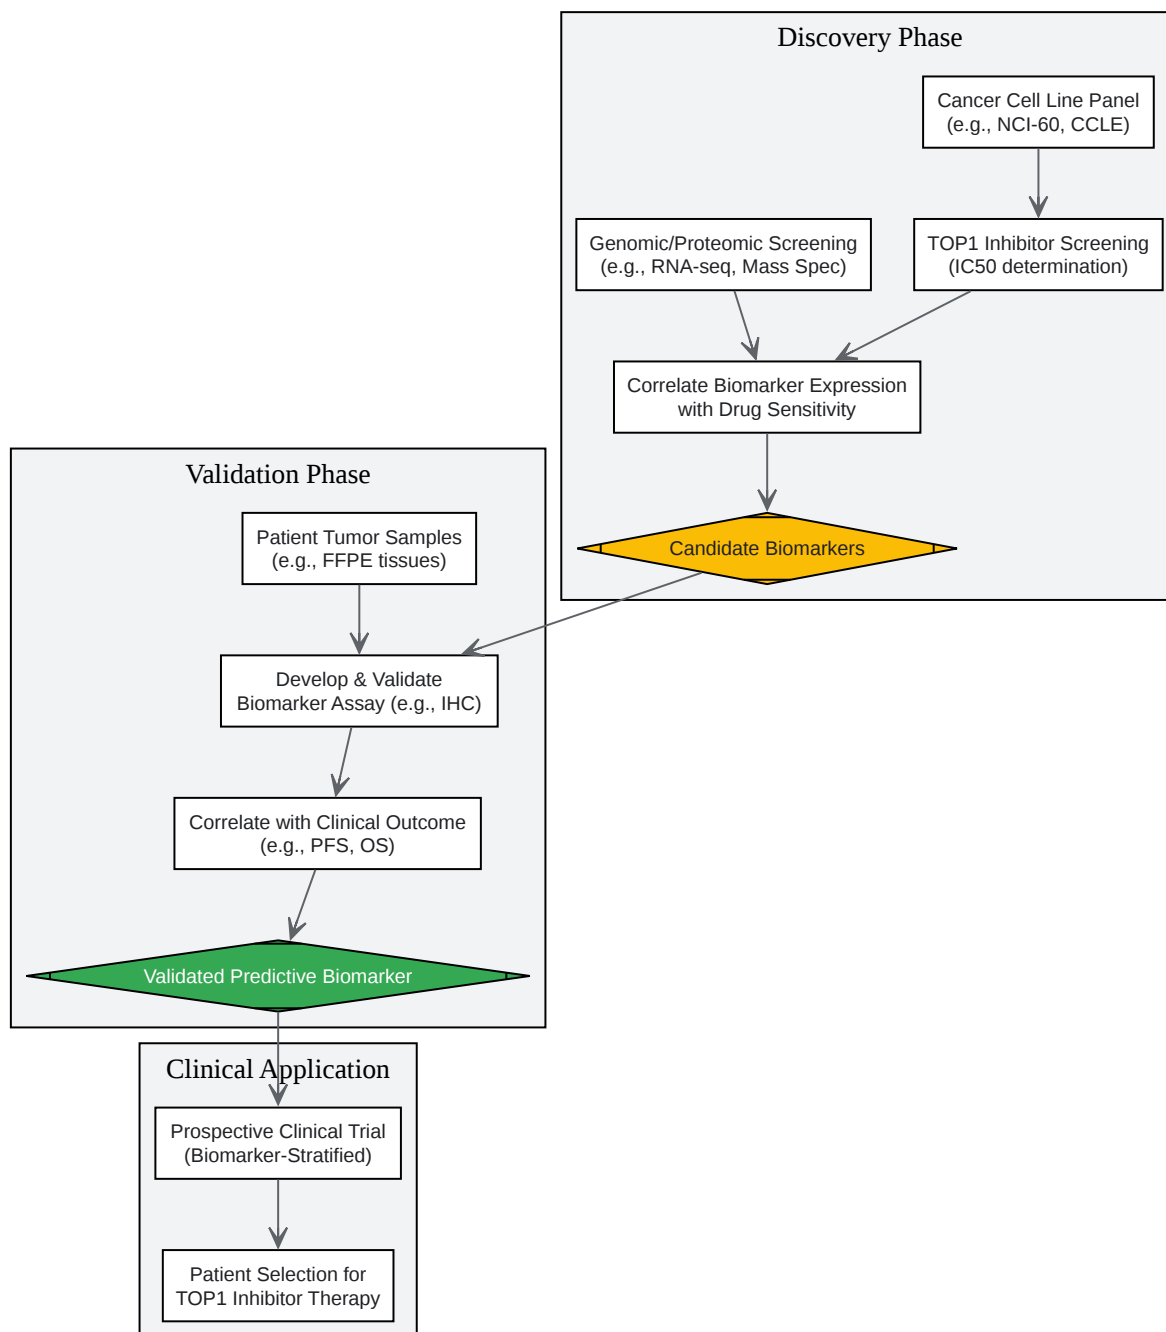 Discovery Phase
Cancer Cell Line Panel
(e.g., NCI-60, CCLE)
Genomic/Proteomic Screening
(e.g., RNA-seq, Mass Spec)
TOP1 Inhibitor Screening
(IC50 determination)
Correlate Biomarker Expression
with Drug Sensitivity
Candidate Biomarkers
Validation Phase
Patient Tumor Samples
(e.g., FFPE tissues)
Develop & Validate
Biomarker Assay (e.g., IHC)
Correlate with Clinical Outcome
(e.g., PFS, OS)
Validated Predictive Biomarker
Clinical Application
Prospective Clinical Trial
(Biomarker-Stratified)
Patient Selection for
TOP1 Inhibitor Therapy